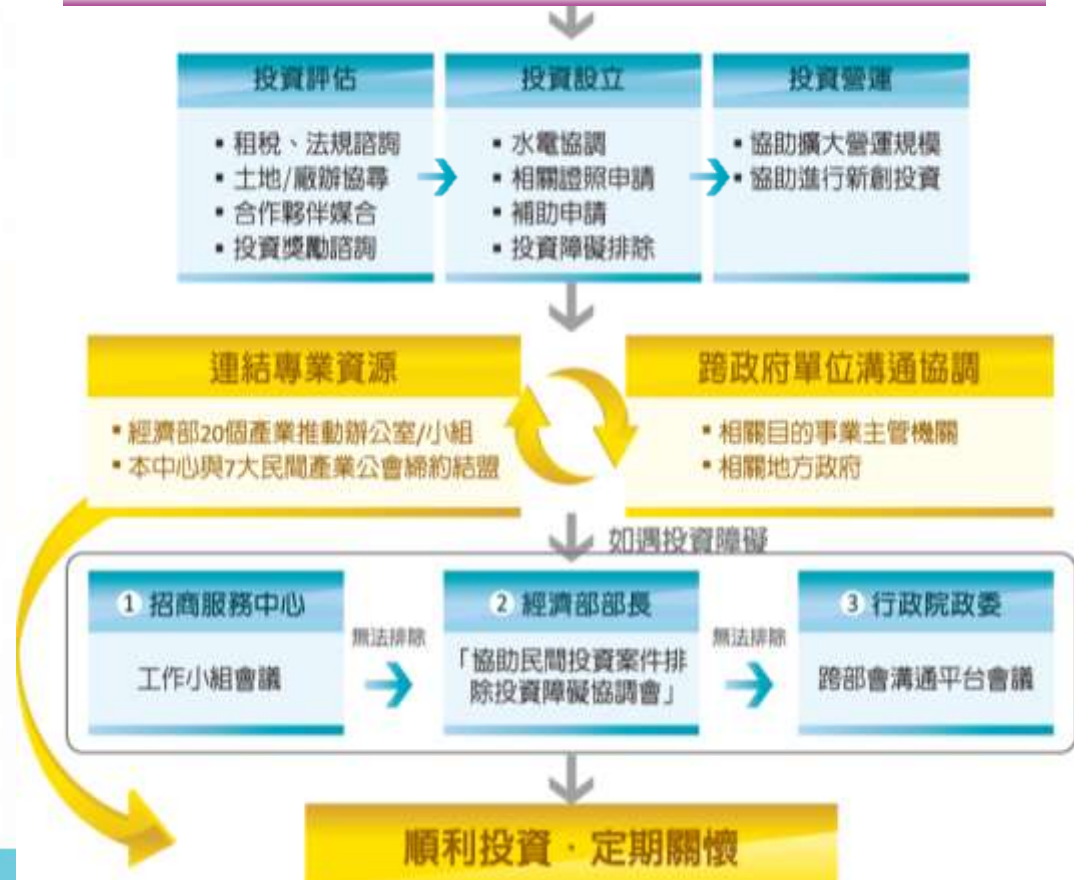 投資評估
▪ 租稅、法規諮詢
▪ 土地/廠辦協尋
▪ 合作夥伴媒合
▪ 投資獎勵諮詢
投資設立
▪ 水電協調
▪ 相關證照申請
▪ 補助申請
▪ 投資障礙排除
投資營運
▪ 協助擴大營運規模
▪ 協助進行新創投資
連結專業資源
▪ 經濟部20個產業推動辦公室/小組
▪ 本中心與7大民間產業公會締約結盟
跨政府單位溝通協調
▪ 相關目的事業主管機關
▪ 相關地方政府
如遇投資障礙
1 招商服務中心
工作小組會議
無法排除
2 經濟部部長
「協助民間投資案件排
除投資障礙協調會」
無法排除
3 行政院政委
跨部會溝通平台會議
順利投資‧定期關懷